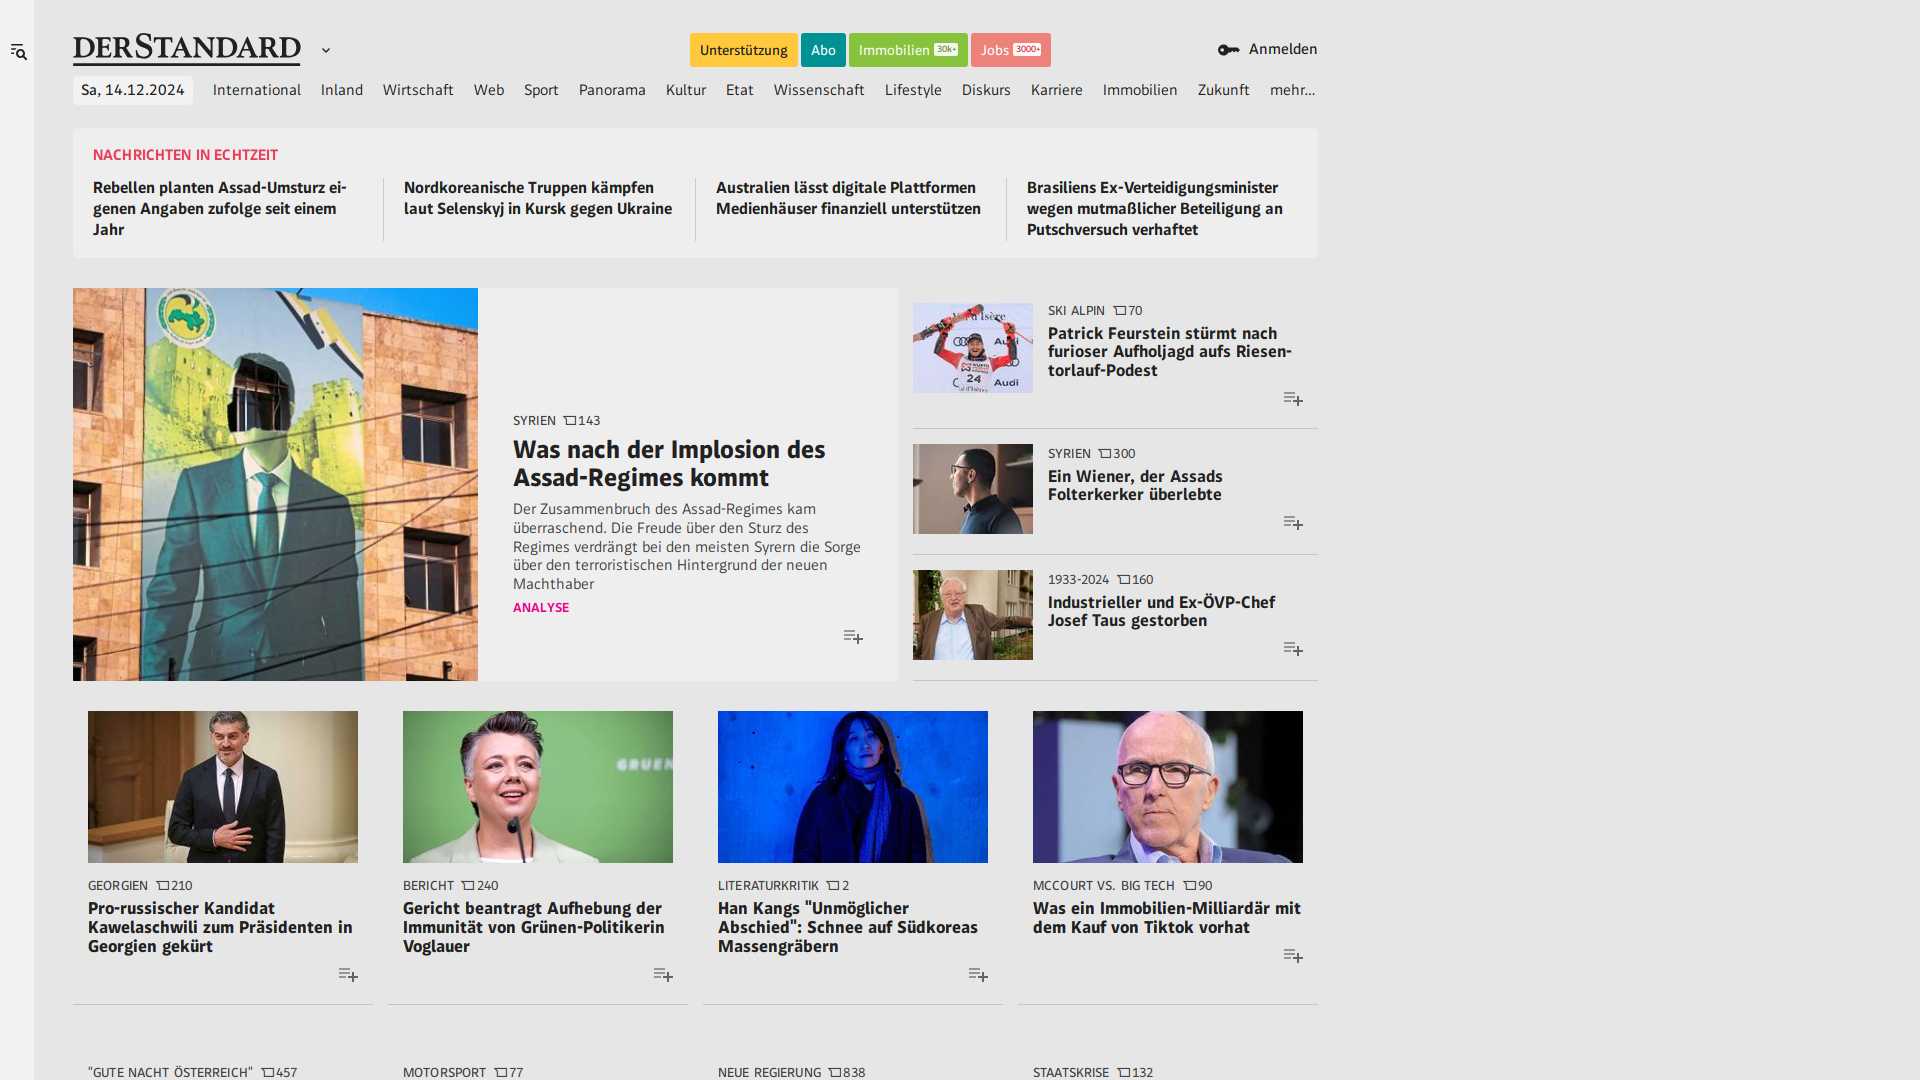 DERSTANDARD
Unterstützung
Abo
Immobilien 30k+
Jobs 3000+
Anmelden
Sa, 14.12.2024
International
Inland
Wirtschaft
Web
Sport
Panorama
Kultur
Etat
Wissenschaft
Lifestyle
Diskurs
Karriere
Immobilien
Zukunft
mehr...
NACHRICHTEN IN ECHTZEIT
Rebellen planten Assad-Umsturz ei-
genen Angaben zufolge seit einem
Jahr
Nordkoreanische Truppen kämpfen
laut Selenskyj in Kursk gegen Ukraine
Australien lässt digitale Plattformen
Medienhäuser finanziell unterstützen
Brasiliens Ex-Verteidigungsminister
wegen mutmaßlicher Beteiligung an
Putschversuch verhaftet
SYRIEN 143
Was nach der Implosion des
Assad-Regimes kommt
Der Zusammenbruch des Assad-Regimes kam
überraschend. Die Freude über den Sturz des
Regimes verdrängt bei den meisten Syrern die Sorge
über den terroristischen Hintergrund der neuen
Machthaber
ANALYSE
Audi
24
Audi
SKI ALPIN 70
Patrick Feurstein stürmt nach
furioser Aufholjagd aufs Riesen-
torlauf-Podest
SYRIEN 300
Ein Wiener, der Assads
Folterkerker überlebte
1933-2024 160
Industrieller und Ex-ÖVP-Chef
Josef Taus gestorben
GEORGIEN 210
Pro-russischer Kandidat
Kawelaschwili zum Präsidenten in
Georgien gekürt
GRUEN
BERICHT 240
Gericht beantragt Aufhebung der
Immunität von Grünen-Politikerin
Voglauer
LITERATURKRITIK 2
Han Kangs "Unmöglicher
Abschied": Schnee auf Südkoreas
Massengräbern
MCCOURT VS. BIG TECH 90
Was ein Immobilien-Milliardär mit
dem Kauf von Tiktok vorhat
"GUTE NACHT ÖSTERREICH" 457
MOTORSPORT 77
NEUE REGIERUNG 838
STAATSKRISE 132